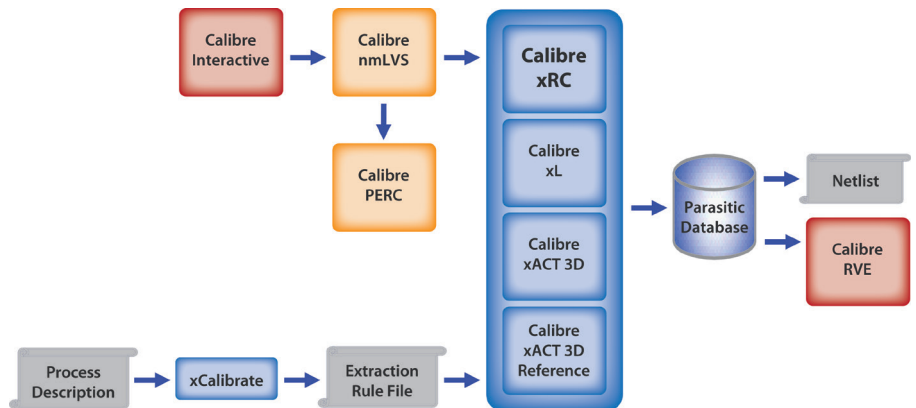 Calibre
Interactive
Calibre
nmLVS
Calibre
xRC
Calibre
PERC
Calibre
xL
Calibre
xACT 3D
Calibre
xACT 3D
Reference
Parasitic
Database
Netlist
Calibre
RVE
Process
Description
xCalibrate
Extraction
Rule File